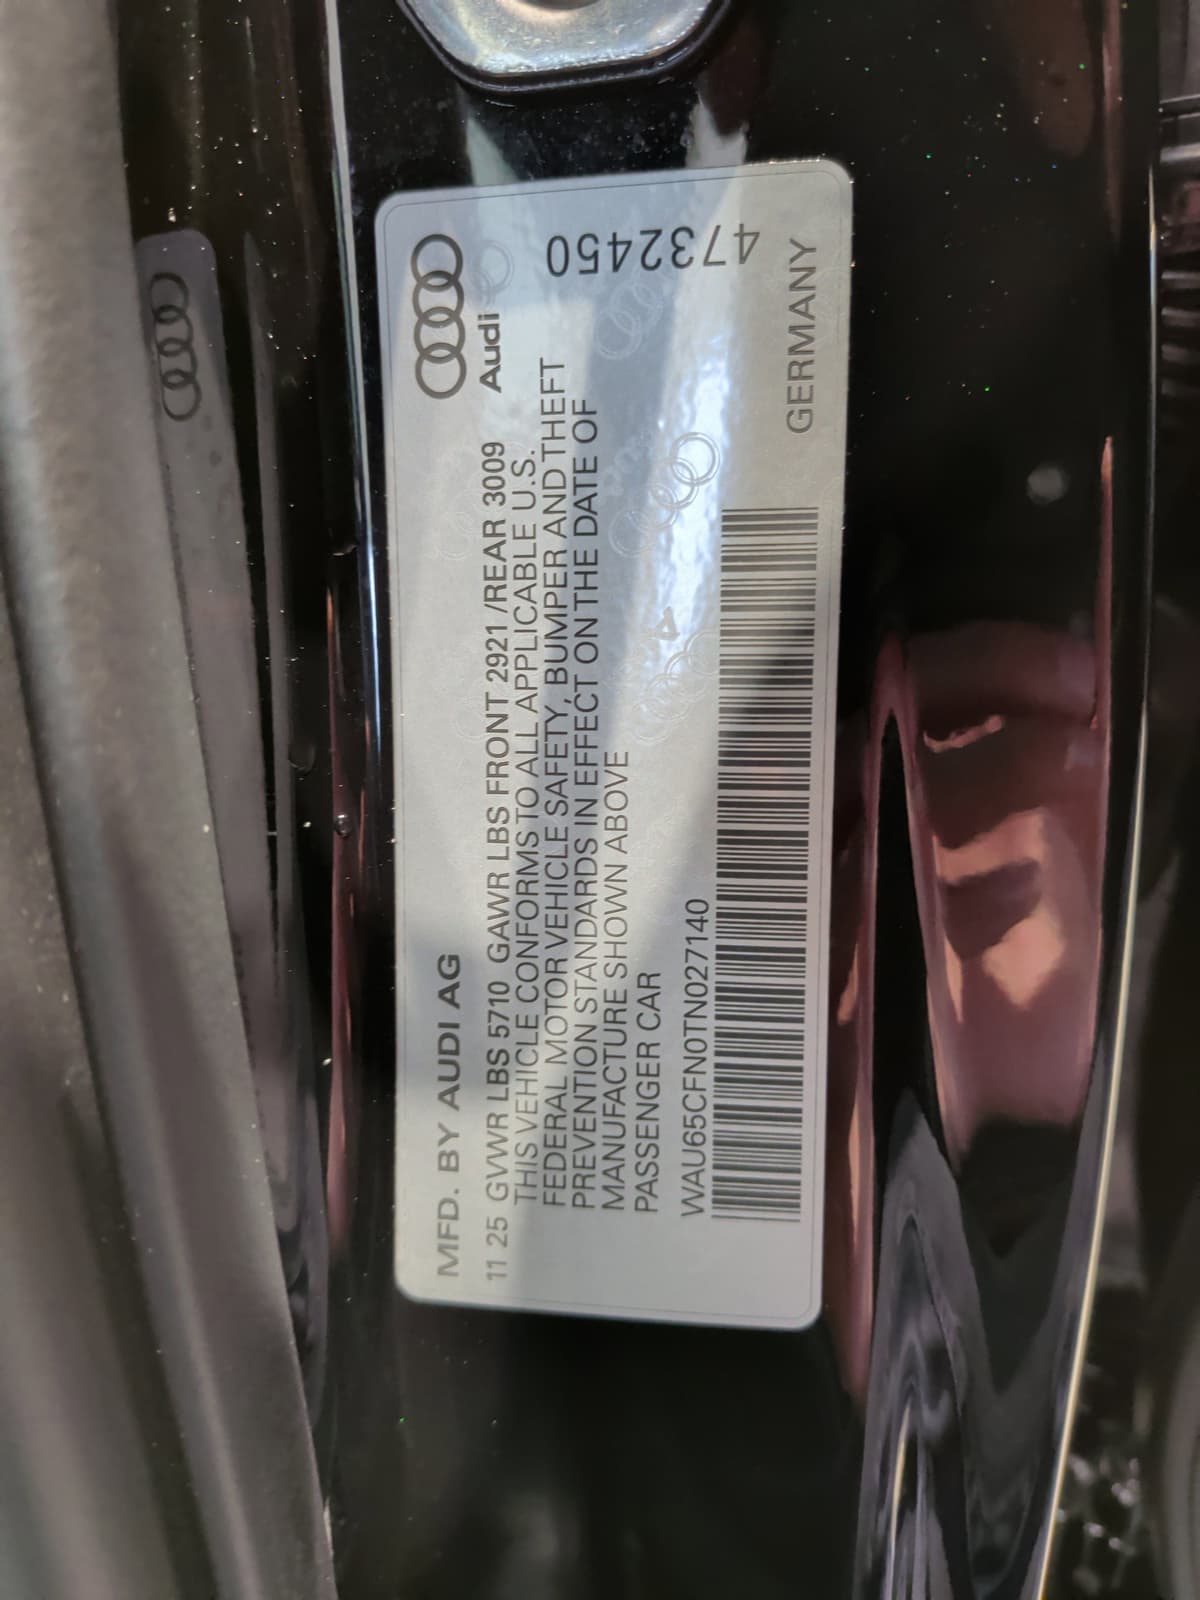 MFD. BY AUDI AG
Audi
11 25 GVWR LBS 5710 GAWR LBS FRONT 2921 /REAR 3009
THIS VEHICLE CONFORMS TO ALL APPLICABLE U.S.
FEDERAL MOTOR VEHICLE SAFETY, BUMPER AND THEFT
PREVENTION STANDARDS IN EFFECT ON THE DATE OF
MANUFACTURE SHOWN ABOVE
PASSENGER CAR
WAU65CFN0TN027140
4732450
GERMANY